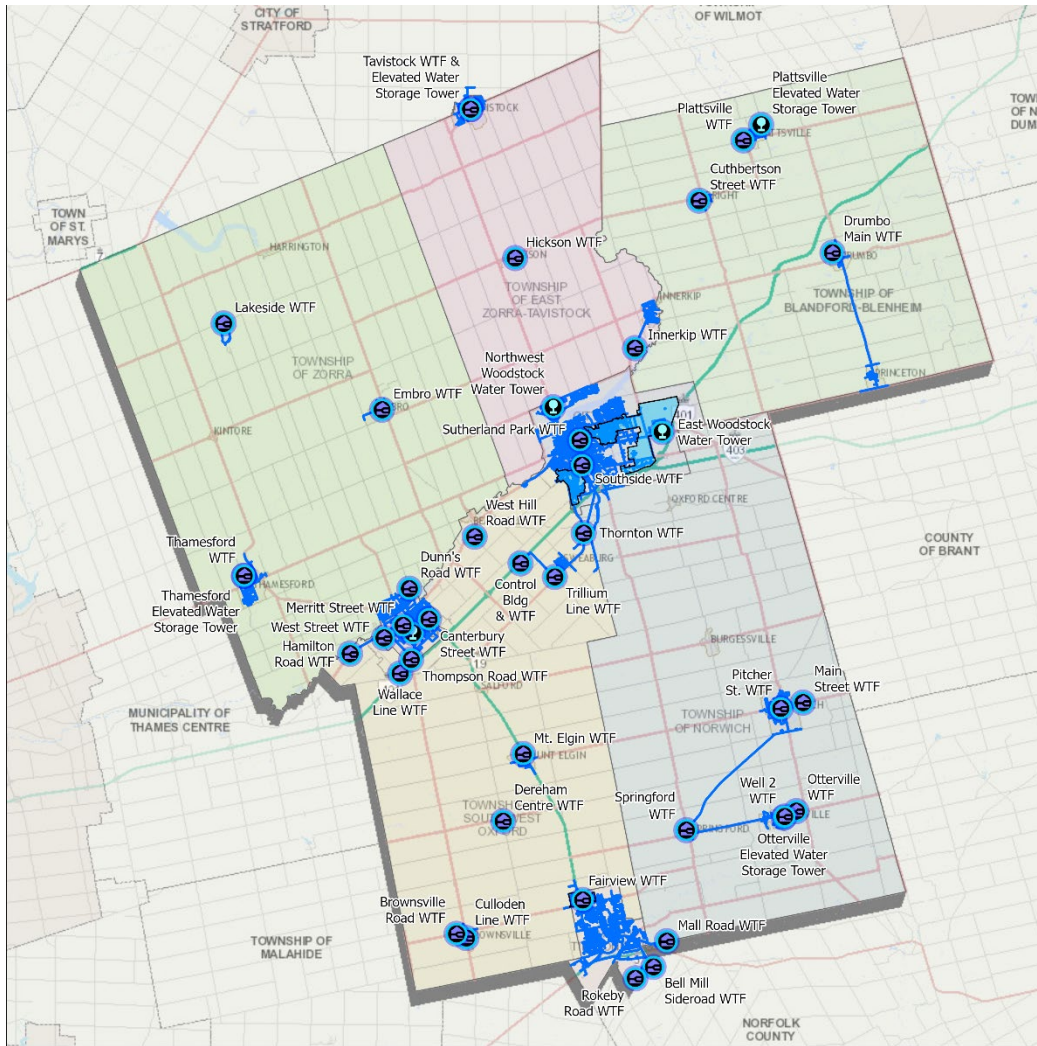 CITY OF
STRATFORD
TOWNSHIP
OF WILMOT
Tavistock WTF &
Elevated Water
Storage Tower
Plattsville
Elevated Water
Storage Tower
Plattsville
WTF
Cuthbertson
Street WTF
Drumbo
Main WTF
TOWN
OF ST.
MARYS
7
HARRINGTON
Hickson WTF
TOWNSHIP
OF EAST
ZORRA-TAVISTOCK
TOWNSHIP OF
BLANDFORD-BLENHEIM
INNERKIP
Lakeside WTF
Innerkip WTF
TOWNSHIP
OF ZORRA
Northwest
Woodstock
Water Tower
PRINCETON
Embro WTF
KINTORE
Sutherland Park WTF
401
East Woodstock
Water Tower
403
Southside WTF
West Hill
Road WTF
OXFORD CENTRE
Thornton WTF
COUNTY
OF BRANT
Thamesford
WTF
THAMESFORD
Dunn's
Road WTF
Control
Bldg
& WTF
Trillium
Line WTF
Thamesford
Elevated Water
Storage Tower
Merritt Street WTF
West Street WTF
Hamilton
Road WTF
Canterbury
Street WTF
BURGESSVILLE
19
Thompson Road WTF
SALFORD
Wallace
Line WTF
Pitcher
St. WTF
Main
Street WTF
MUNICIPALITY OF
THAMES CENTRE
TOWNSHIP
OF NORWICH
Mt. Elgin WTF
MOUNT ELGIN
Dereham
Centre WTF
Springford
WTF
Well 2
WTF
Otterville
WTF
TOWNSHIP
SOUTH-WEST
OXFORD
SPRINGFORD
Otterville
Elevated Water
Storage Tower
Fairview WTF
Brownsville
Road WTF
Culloden
Line WTF
Mall Road WTF
TOWNSHIP OF
MALAHIDE
BROWNSVILLE
Rokeby
Road WTF
Bell Mill
Sideroad WTF
NORFOLK
COUNTY